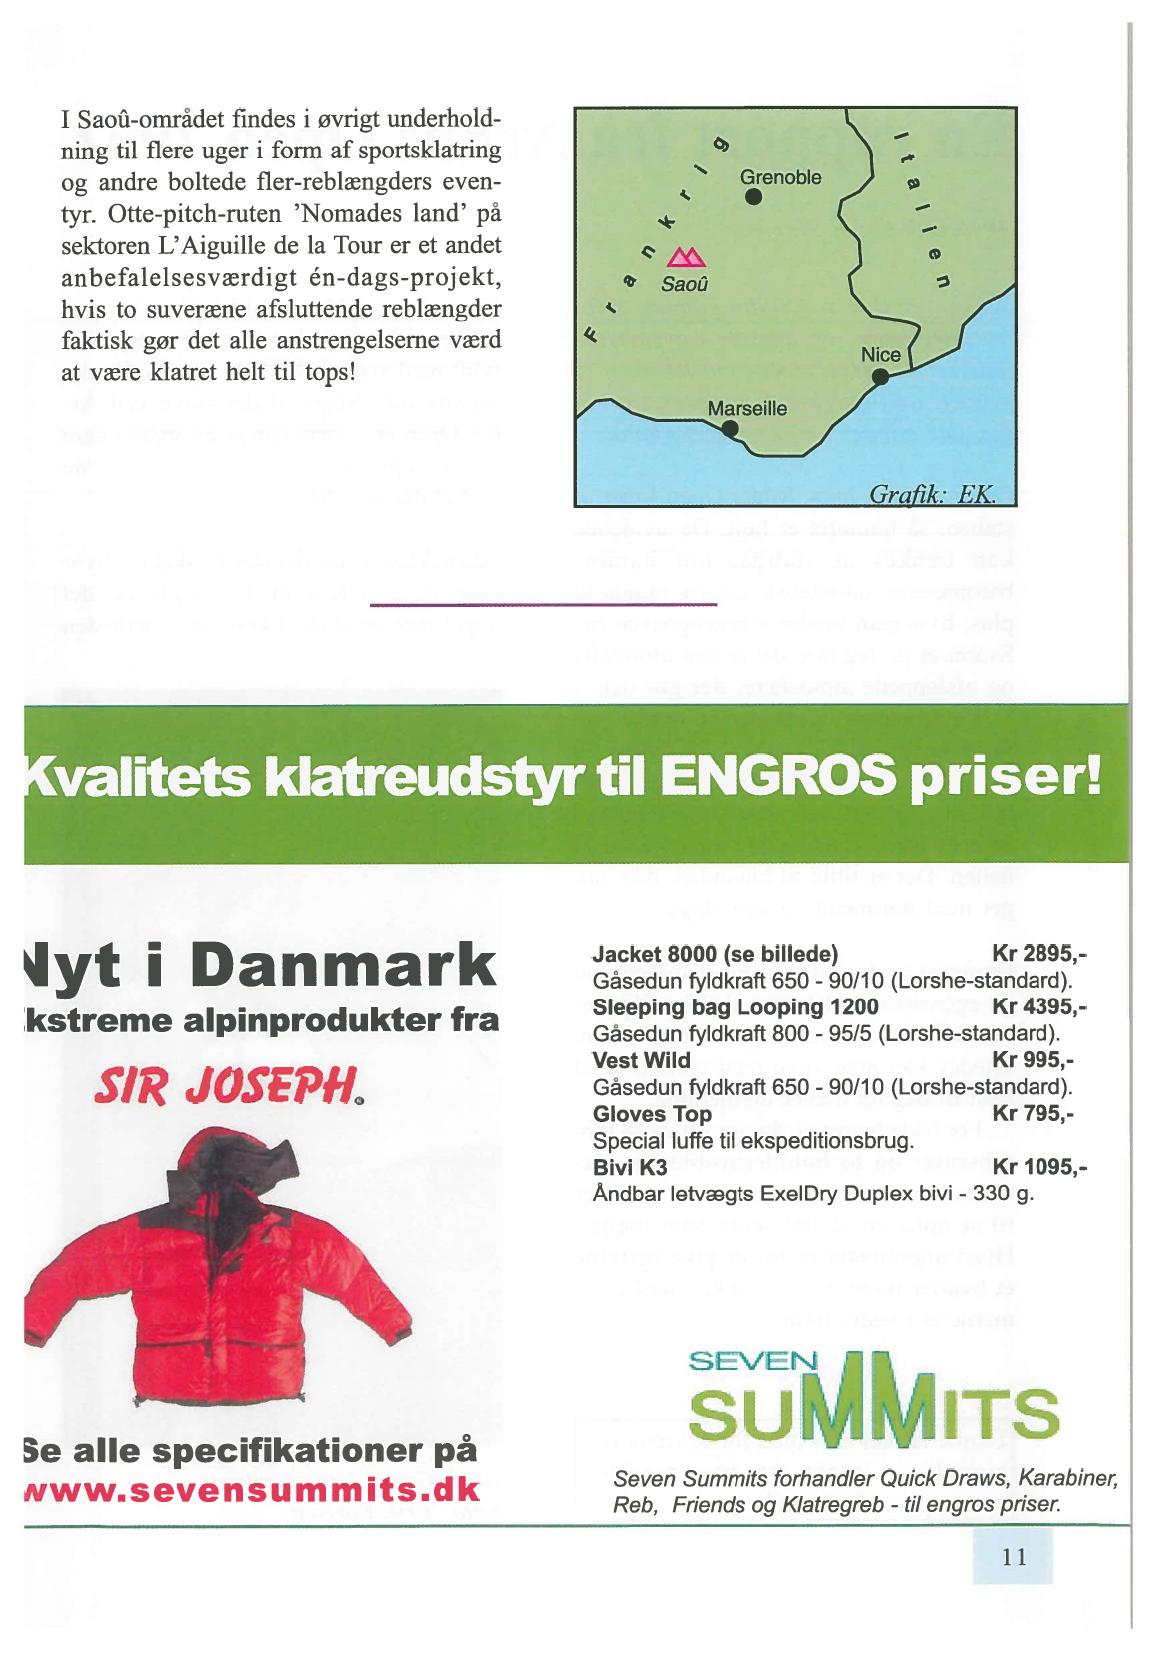 I Saoû-området findes i øvrigt underhold-
ning til flere uger i form af sportsklatring
og andre boltede fler-reblængders even-
tyr. Otte-pitch-ruten ’Nomades land’ på
sektoren L’Aiguille de la Tour er et andet
anbefalelsesværdigt én-dags-projekt,
hvis to suveræne afsluttende reblængder
faktisk gør det alle anstrengelserne værd
at være klatret helt til tops!
Frankrig
Italien
Grenoble
Saoû
Nice
Marseille
Grafik: EK.
Kvalitets klatreudstyr til ENGROS priser!
Nyt i Danmark
Ekstreme alpinprodukter fra
SIR JOSEPH®
Se alle specifikationer på
www.sevensummits.dk
Jacket 8000 (se billede) Kr 2895,-
Gåsedun fyldkraft 650 - 90/10 (Lorshe-standard).
Sleeping bag Looping 1200 Kr 4395,-
Gåsedun fyldkraft 800 - 95/5 (Lorshe-standard).
Vest Wild Kr 995,-
Gåsedun fyldkraft 650 - 90/10 (Lorshe-standard).
Gloves Top Kr 795,-
Special luffe til ekspeditionsbrug.
Bivi K3 Kr 1095,-
Åndbar letvægts ExelDry Duplex bivi - 330 g.
SEVEN
SUMMITS
Seven Summits forhandler Quick Draws, Karabiner,
Reb, Friends og Klatregreb - til engros priser.
11